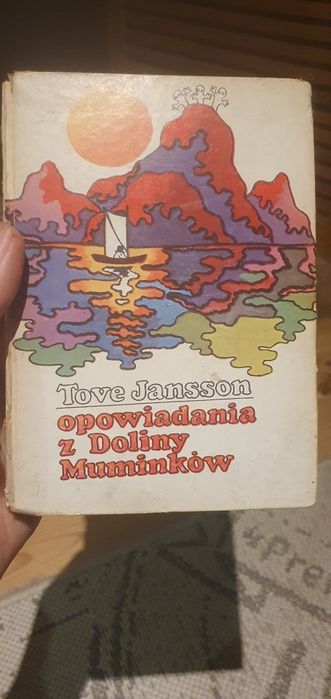 Tove Jansson
opowiadania
z Doliny
Muminków